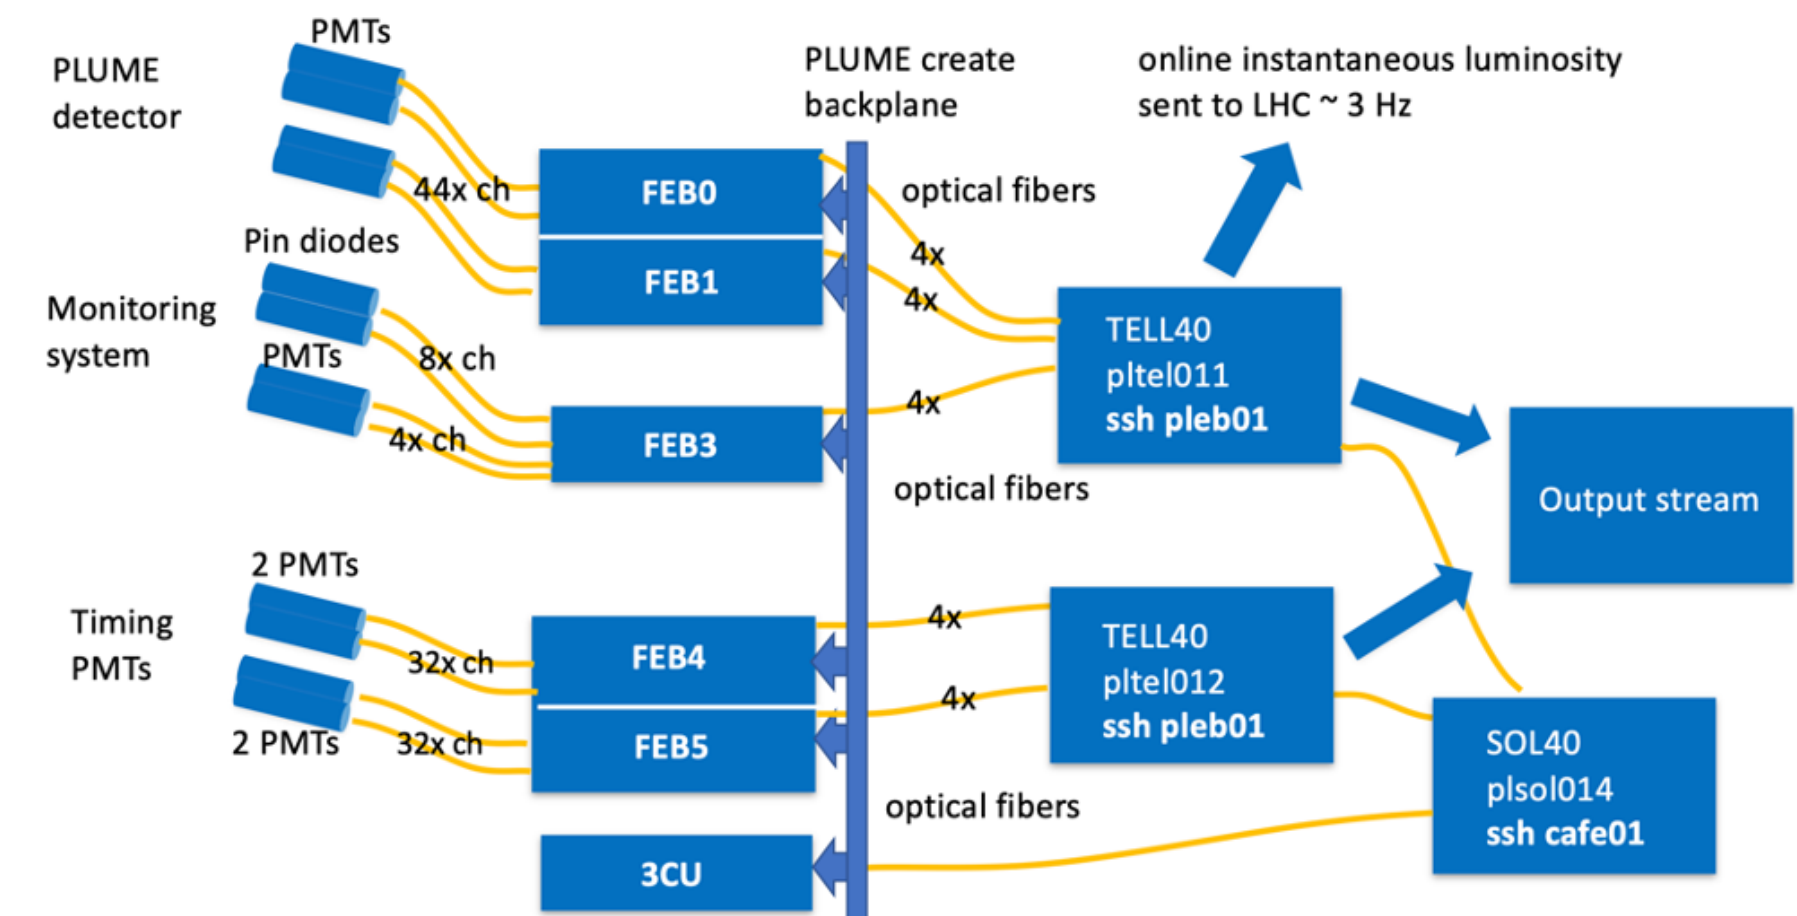 PMTs
PLUME
detector
PLUME create
backplane
online instantaneous luminosity
sent to LHC ~ 3 Hz
44x ch
FEB0
optical fibers
Pin diodes
4x
FEB1
4x
Monitoring
system
PMTs
8x ch
4x
4x ch
FEB3
TELL40
pltel011
ssh pleb01
optical fibers
Output stream
2 PMTs
Timing
PMTs
32x ch
FEB4
4x
TELL40
pltel012
ssh pleb01
4x
2 PMTs
32x ch
FEB5
SOL40
plsol014
ssh cafe01
optical fibers
3CU